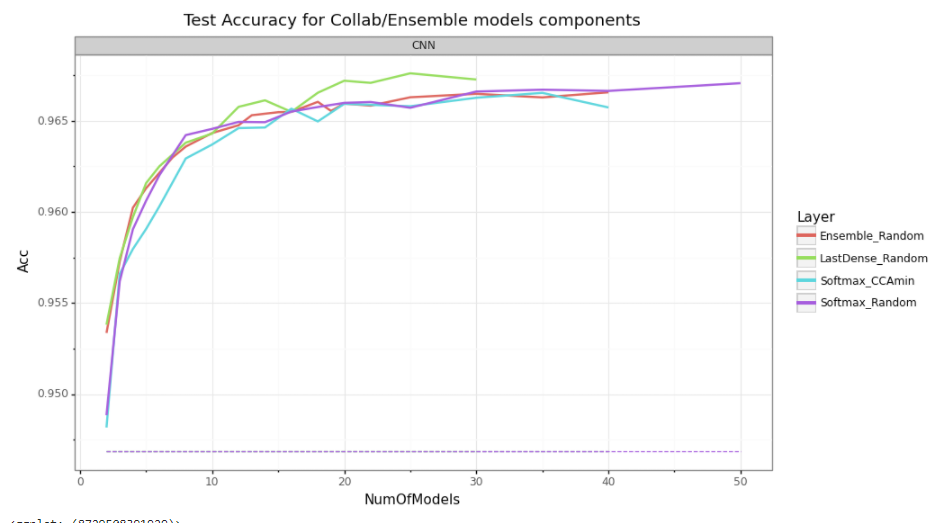 Test Accuracy for Collab/Ensemble models components
CNN
0.965
0.960
0.955
0.950
Acc
0
10
20
30
40
50
NumOfModels
Layer
Ensemble_Random
LastDense_Random
Softmax_CCAmin
Softmax_Random